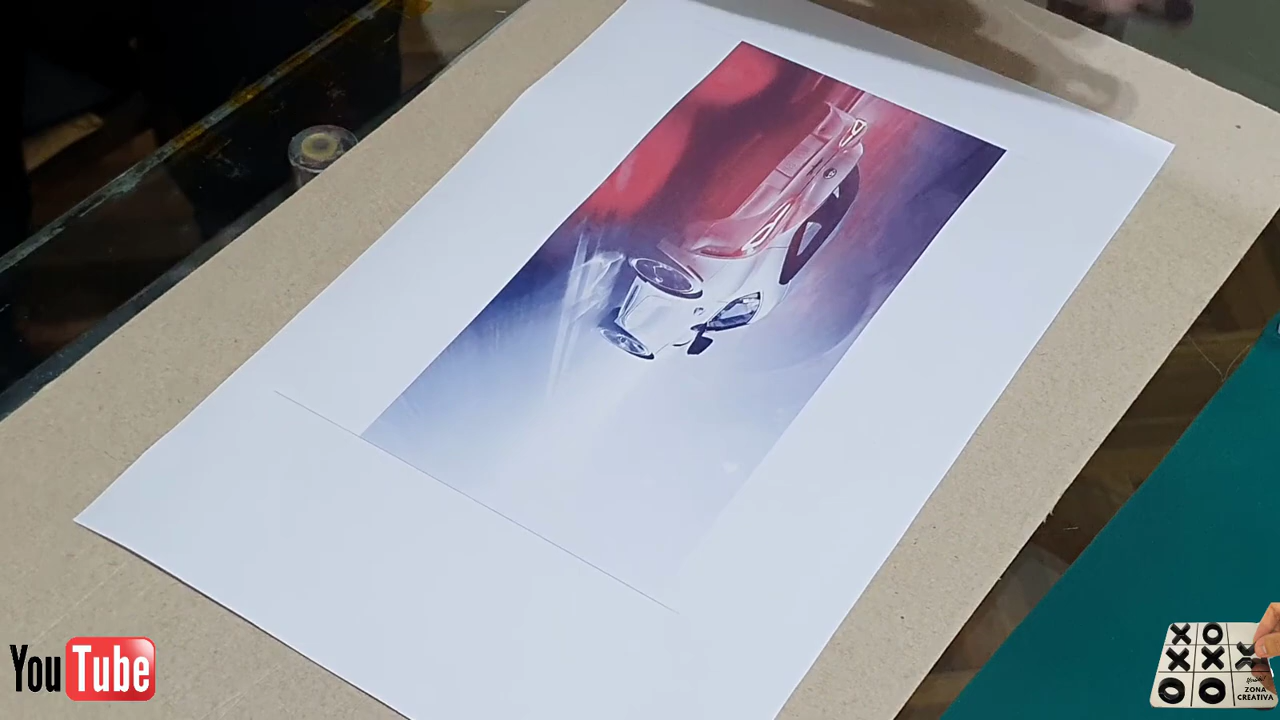 YouTube
X O
X X X
O O
ZONA
CREATIVA